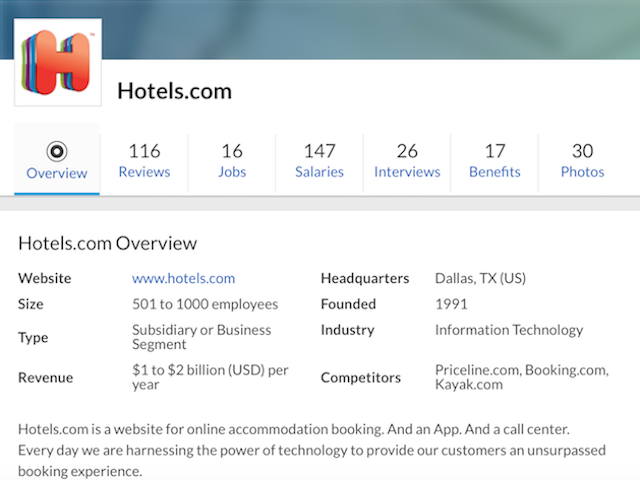 H
Hotels.com
116 16 147 26 17 30
Overview Reviews Jobs Salaries Interviews Benefits Photos
Hotels.com Overview
Website www.hotels.com Headquarters Dallas, TX (US)
Size 501 to 1000 employees Founded 1991
Type Subsidiary or Business Segment Industry Information Technology
Revenue $1 to $2 billion (USD) per year Competitors Priceline.com, Booking.com, Kayak.com
Hotels.com is a website for online accommodation booking. And an App. And a call center.
Every day we are harnessing the power of technology to provide our customers an unsurpassed
booking experience.